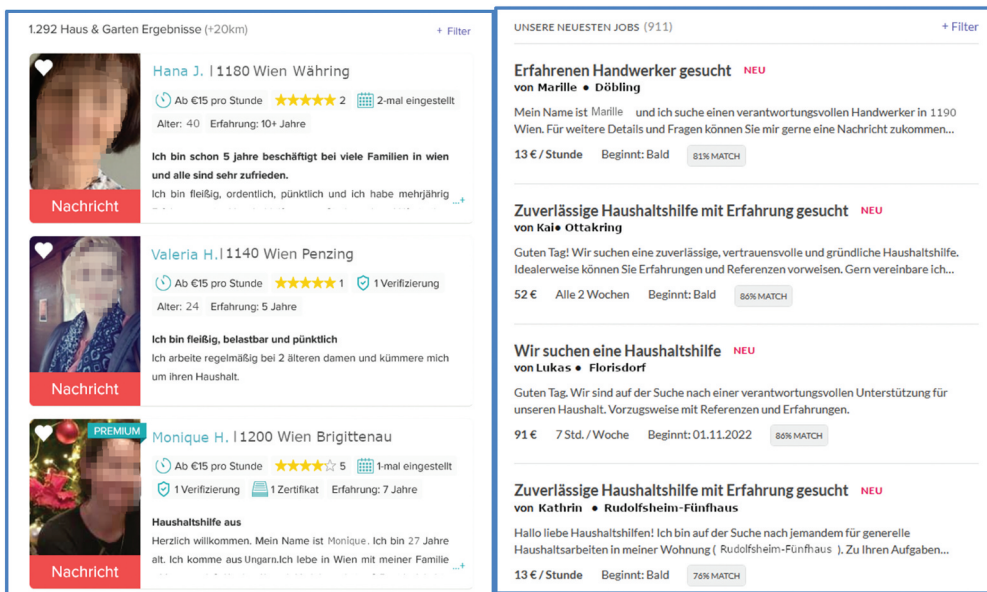 1.292 Haus & Garten Ergebnisse (+20km)
+ Filter
Hana J. | 1180 Wien Währing
Ab €15 pro Stunde 2 2-mal eingestellt
Alter: 40 Erfahrung: 10+ Jahre
Ich bin schon 5 jahre beschäftigt bei viele Familien in wien
und alle sind sehr zufrieden.
Ich bin fleißig, ordentlich, pünktlich und ich habe mehrjährig
...+
Nachricht
Valeria H. | 1140 Wien Penzing
Ab €15 pro Stunde 1 1 Verifizierung
Alter: 24 Erfahrung: 5 Jahre
Ich bin fleißig, belastbar und pünktlich
Ich arbeite regelmäßig bei 2 älteren damen und kümmere mich
um ihren Haushalt.
Nachricht
PREMIUM
Monique H. | 1200 Wien Brigittenau
Ab €15 pro Stunde 5 1-mal eingestellt
1 Verifizierung 1 Zertifikat Erfahrung: 7 Jahre
Haushaltshilfe aus
Herzlich willkommen. Mein Name ist Monique. Ich bin 27 Jahre
alt. Ich komme aus Ungarn.Ich lebe in Wien mit meiner Familie
...+
Nachricht
UNSERE NEUESTEN JOBS (911)
+ Filter
Erfahrenen Handwerker gesucht NEU
von Marille • Döbling
Mein Name ist Marille und ich suche einen verantwortungsvollen Handwerker in 1190
Wien. Für weitere Details und Fragen können Sie mir gerne eine Nachricht zukommen...
13 € / Stunde Beginnt: Bald 81% MATCH
Zuverlässige Haushaltshilfe mit Erfahrung gesucht NEU
von Kai• Ottakring
Guten Tag! Wir suchen eine zuverlässige, vertrauensvolle und gründliche Haushaltshilfe.
Idealerweise können Sie Erfahrungen und Referenzen vorweisen. Gern vereinbare ich...
52 € Alle 2 Wochen Beginnt: Bald 86% MATCH
Wir suchen eine Haushaltshilfe NEU
von Lukas • Florisdorf
Guten Tag. Wir sind auf der Suche nach einer verantwortungsvollen Unterstützung für
unseren Haushalt. Vorzugsweise mit Referenzen und Erfahrungen.
91 € 7 Std. / Woche Beginnt: 01.11.2022 86% MATCH
Zuverlässige Haushaltshilfe mit Erfahrung gesucht NEU
von Kathrin • Rudolfsheim-Fünfhaus
Hallo liebe Haushaltshilfen! Ich bin auf der Suche nach jemandem für generelle
Haushaltsarbeiten in meiner Wohnung ( Rudolfsheim-Fünfhaus ). Zu Ihren Aufgaben...
13 € / Stunde Beginnt: Bald 76% MATCH